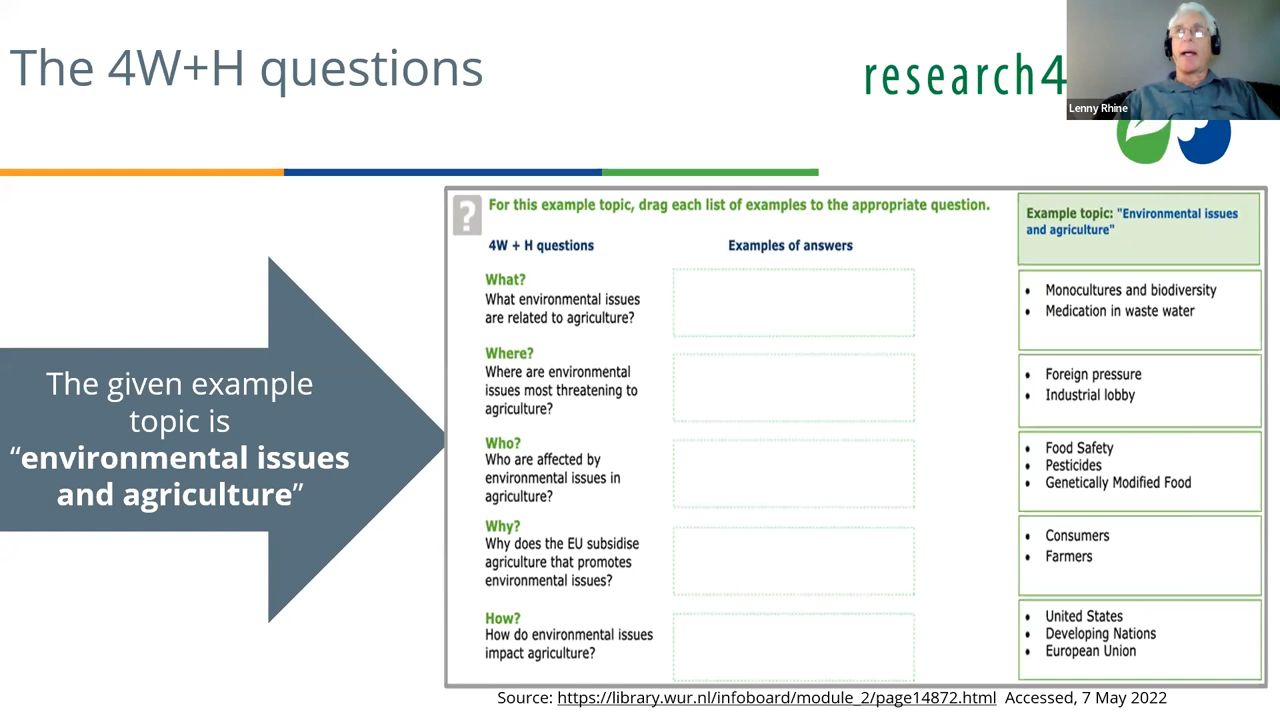 The 4W+H questions
research4
Lenny Rhine
The given example
topic is
“environmental issues
and agriculture”
?
For this example topic, drag each list of examples to the appropriate question.
4W + H questions
Examples of answers
What?
What environmental issues
are related to agriculture?
Where?
Where are environmental
issues most threatening to
agriculture?
Who?
Who are affected by
environmental issues in
agriculture?
Why?
Why does the EU subsidise
agriculture that promotes
environmental issues?
How?
How do environmental issues
impact agriculture?
Example topic: "Environmental issues
and agriculture"
• Monocultures and biodiversity
• Medication in waste water
• Foreign pressure
• Industrial lobby
• Food Safety
• Pesticides
• Genetically Modified Food
• Consumers
• Farmers
• United States
• Developing Nations
• European Union
Source: https://library.wur.nl/infoboard/module_2/page14872.html Accessed, 7 May 2022